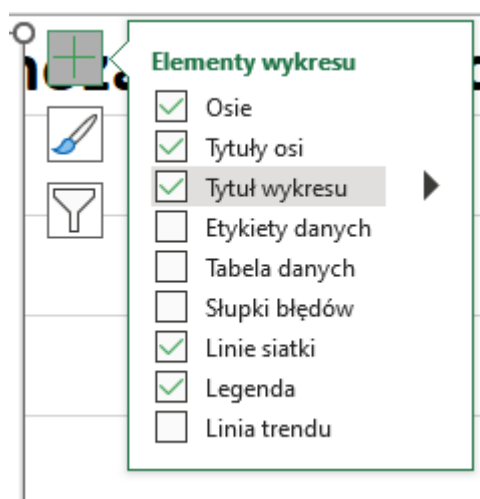 Elementy wykresu
Osie
Tytuły osi
Tytuł wykresu
Etykiety danych
Tabela danych
Słupki błędów
Linie siatki
Legenda
Linia trendu